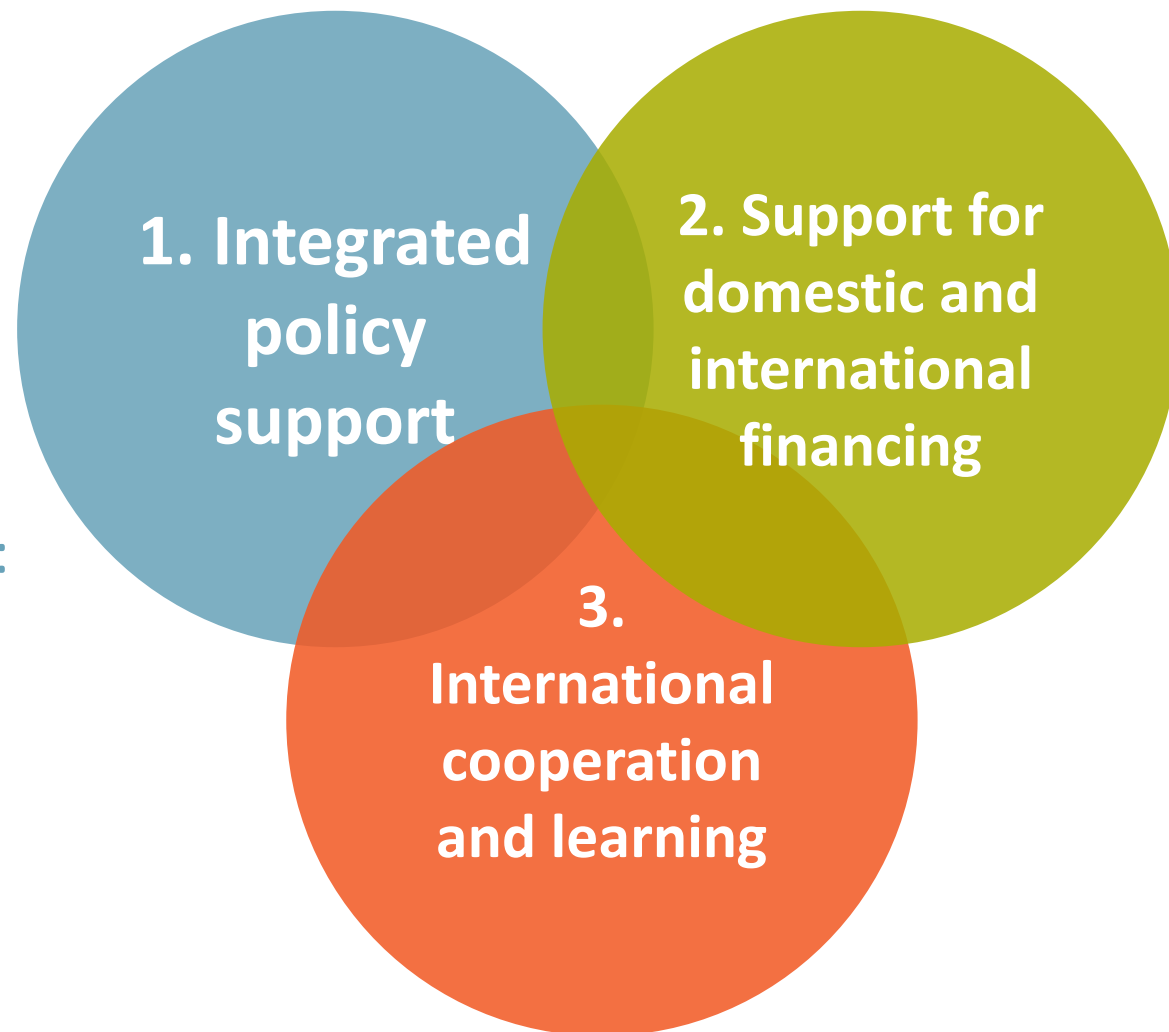 1. Integrated
policy
support
2. Support for
domestic and
international
financing
:
3.
International
cooperation
and learning